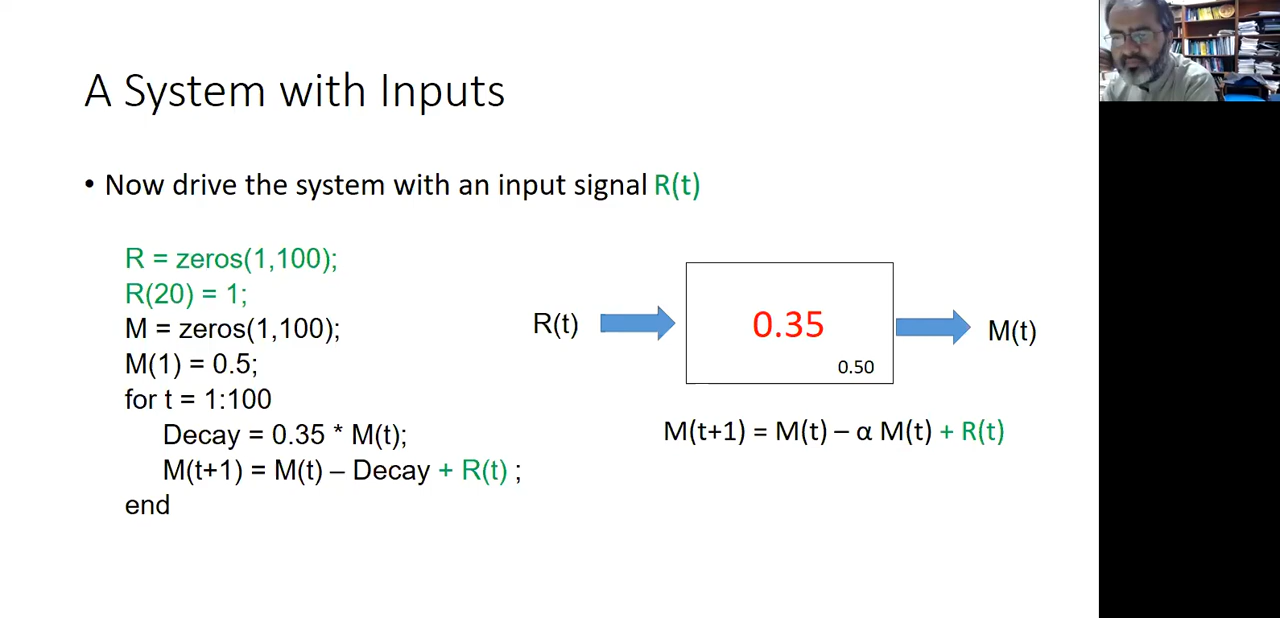 A System with Inputs
• Now drive the system with an input signal R(t)
R = zeros(1,100);
R(20) = 1;
M = zeros(1,100);
M(1) = 0.5;
for t = 1:100
Decay = 0.35 * M(t);
M(t+1) = M(t) – Decay + R(t) ;
end
R(t)
0.35
0.50
M(t)
M(t+1) = M(t) – α M(t) + R(t)